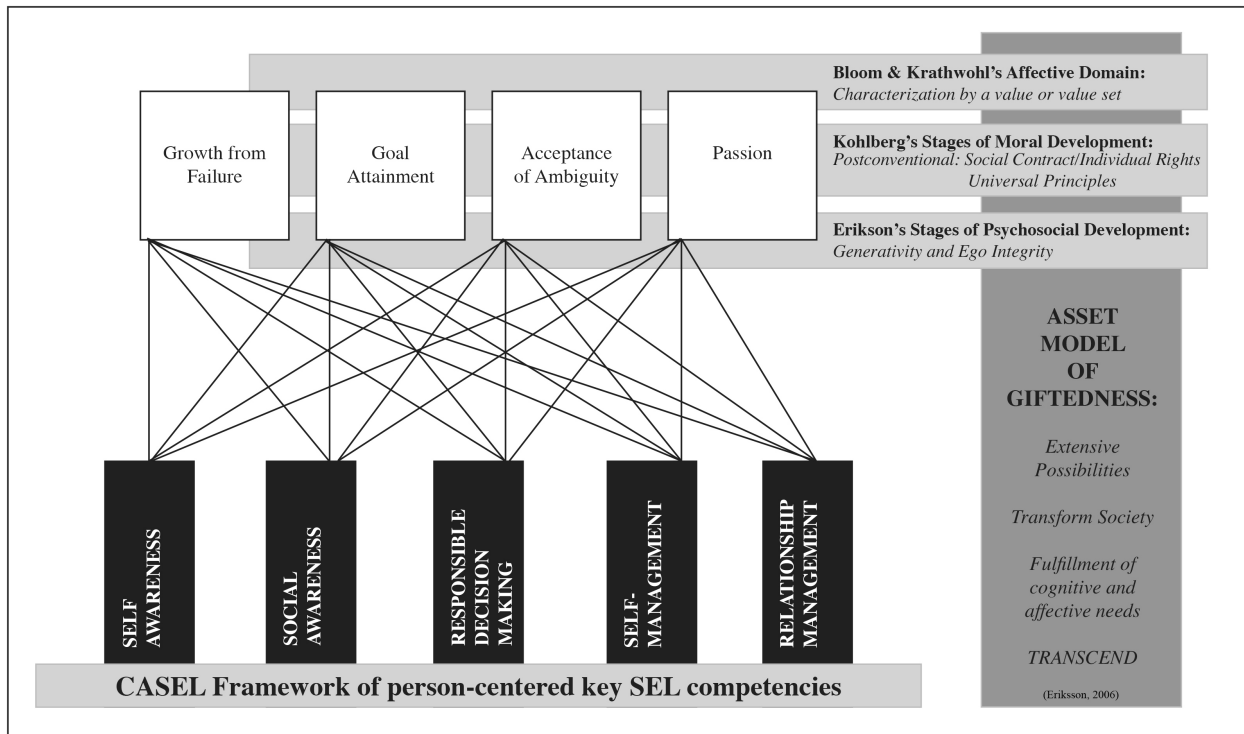 Bloom & Krathwohl's Affective Domain:
Characterization by a value or value set
Kohlberg's Stages of Moral Development:
Postconventional: Social Contract/Individual Rights
Universal Principles
Erikson's Stages of Psychosocial Development:
Generativity and Ego Integrity
Growth from
Failure
Goal
Attainment
Acceptance
of Ambiguity
Passion
SELF
AWARENESS
SOCIAL
AWARENESS
RESPONSIBLE
DECISION
MAKING
SELF-
MANAGEMENT
RELATIONSHIP
MANAGEMENT
CASEL Framework of person-centered key SEL competencies
ASSET
MODEL
OF
GIFTEDNESS:
Extensive
Possibilities
Transform Society
Fulfillment of
cognitive and
affective needs
TRANSCEND
(Eriksson, 2006)